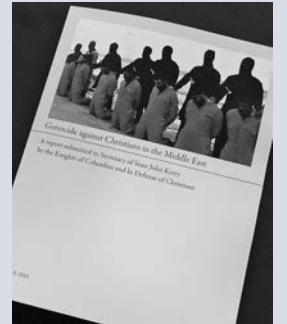 Genocide against Christians in the Middle East
A report submitted to Secretary of State John Kerry
by the Knights of Columbus and In Defense of Christians